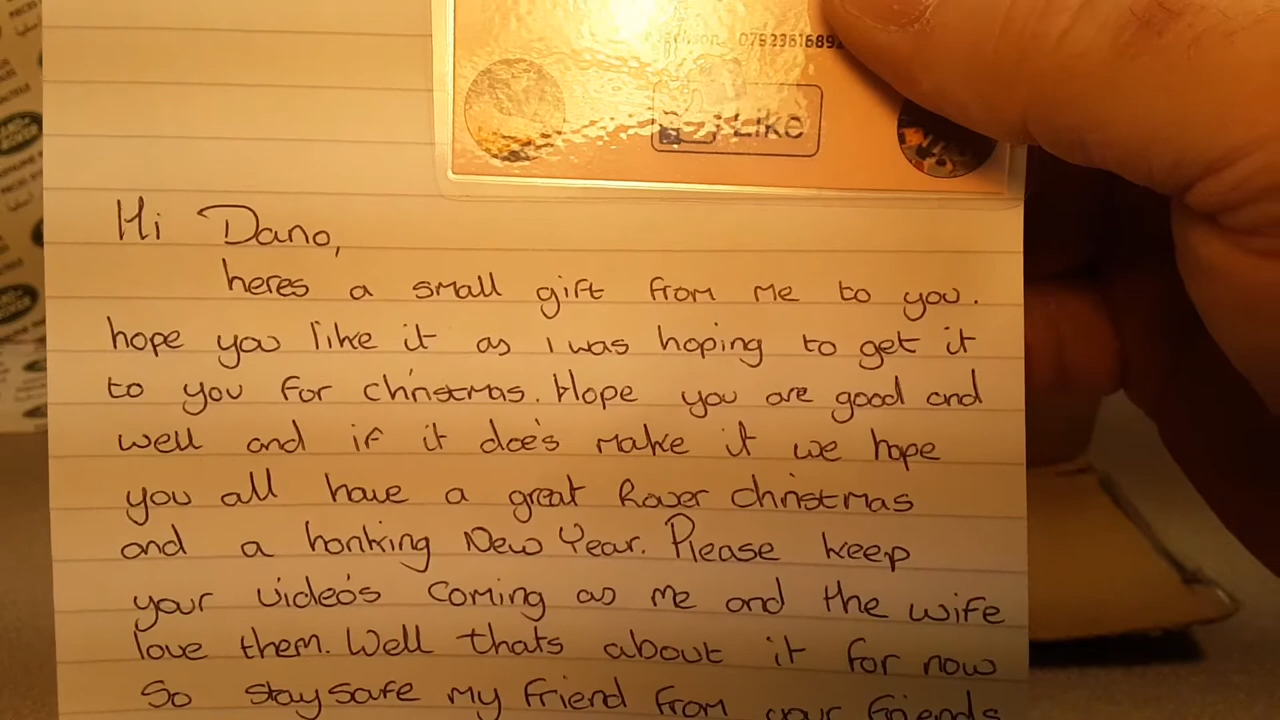 07923616892
Like
Hi Dano,
heres a small gift from me to you.
hope you like it as I was hoping to get it
to you for christmas. Hope you are good and
well and if it doe's make it we hope
you all have a great Rover christmas
and a honking New Year. Please keep
your video's coming as me and the wife
love them. Well thats about it for now
So stay safe my friend from your friends